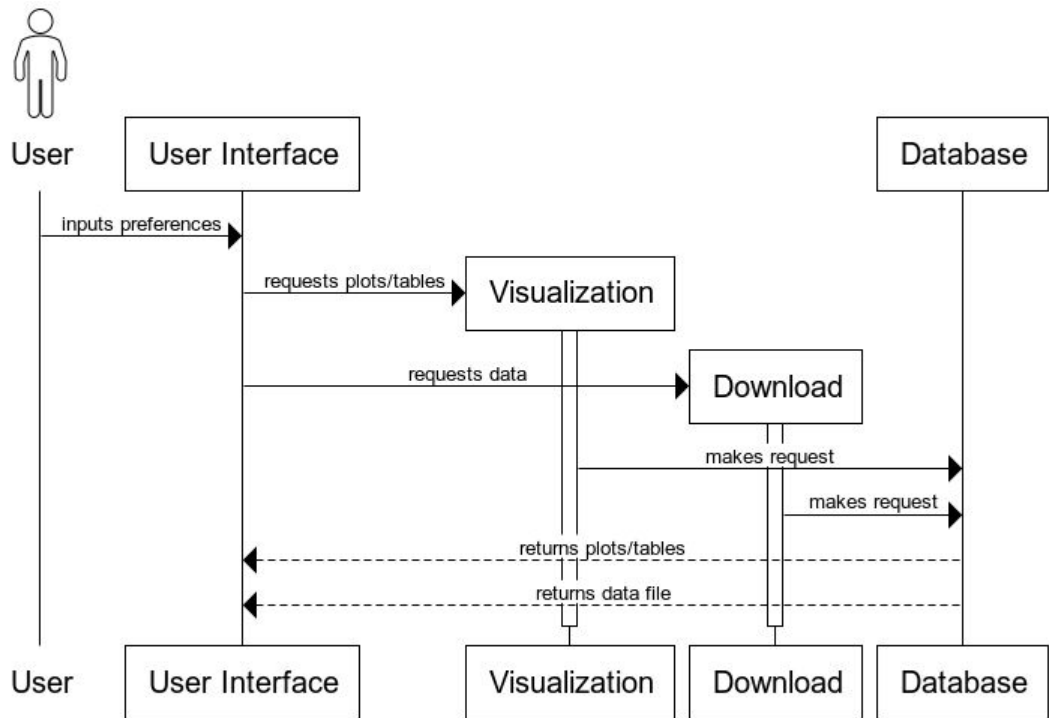 User
User Interface
Database
inputs preferences
requests plots/tables
Visualization
requests data
Download
makes request
makes request
returns plots/tables
returns data file
User
User Interface
Visualization
Download
Database